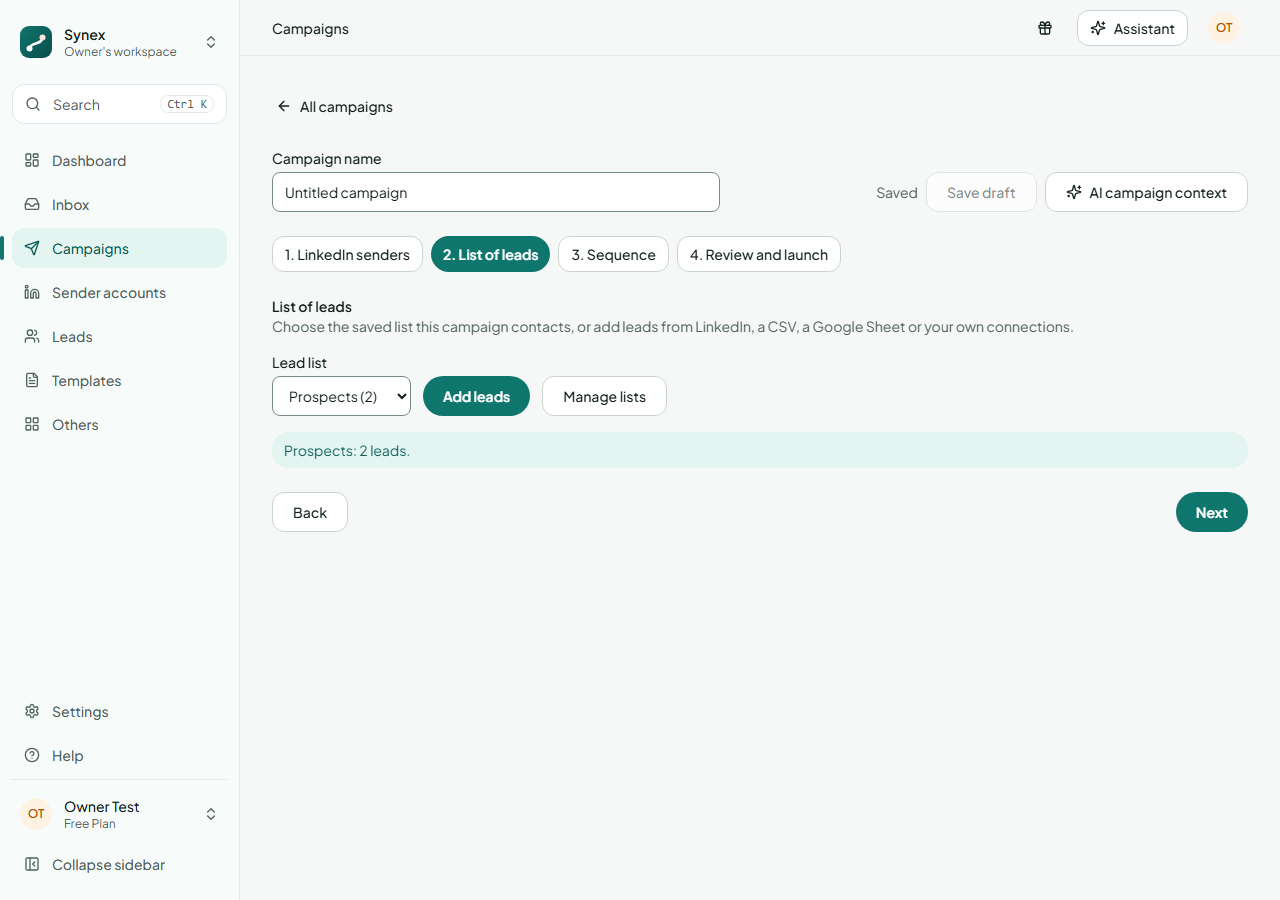 Synex
Owner's workspace
Search
Ctrl K
Dashboard
Inbox
Campaigns
Sender accounts
Leads
Templates
Others
Settings
Help
OT
Owner Test
Free Plan
Collapse sidebar
Campaigns
Assistant
OT
All campaigns
Campaign name
Untitled campaign
Saved
Save draft
AI campaign context
1. LinkedIn senders
2. List of leads
3. Sequence
4. Review and launch
List of leads
Choose the saved list this campaign contacts, or add leads from LinkedIn, a CSV, a Google Sheet or your own connections.
Lead list
Prospects (2)
Add leads
Manage lists
Prospects: 2 leads.
Back
Next